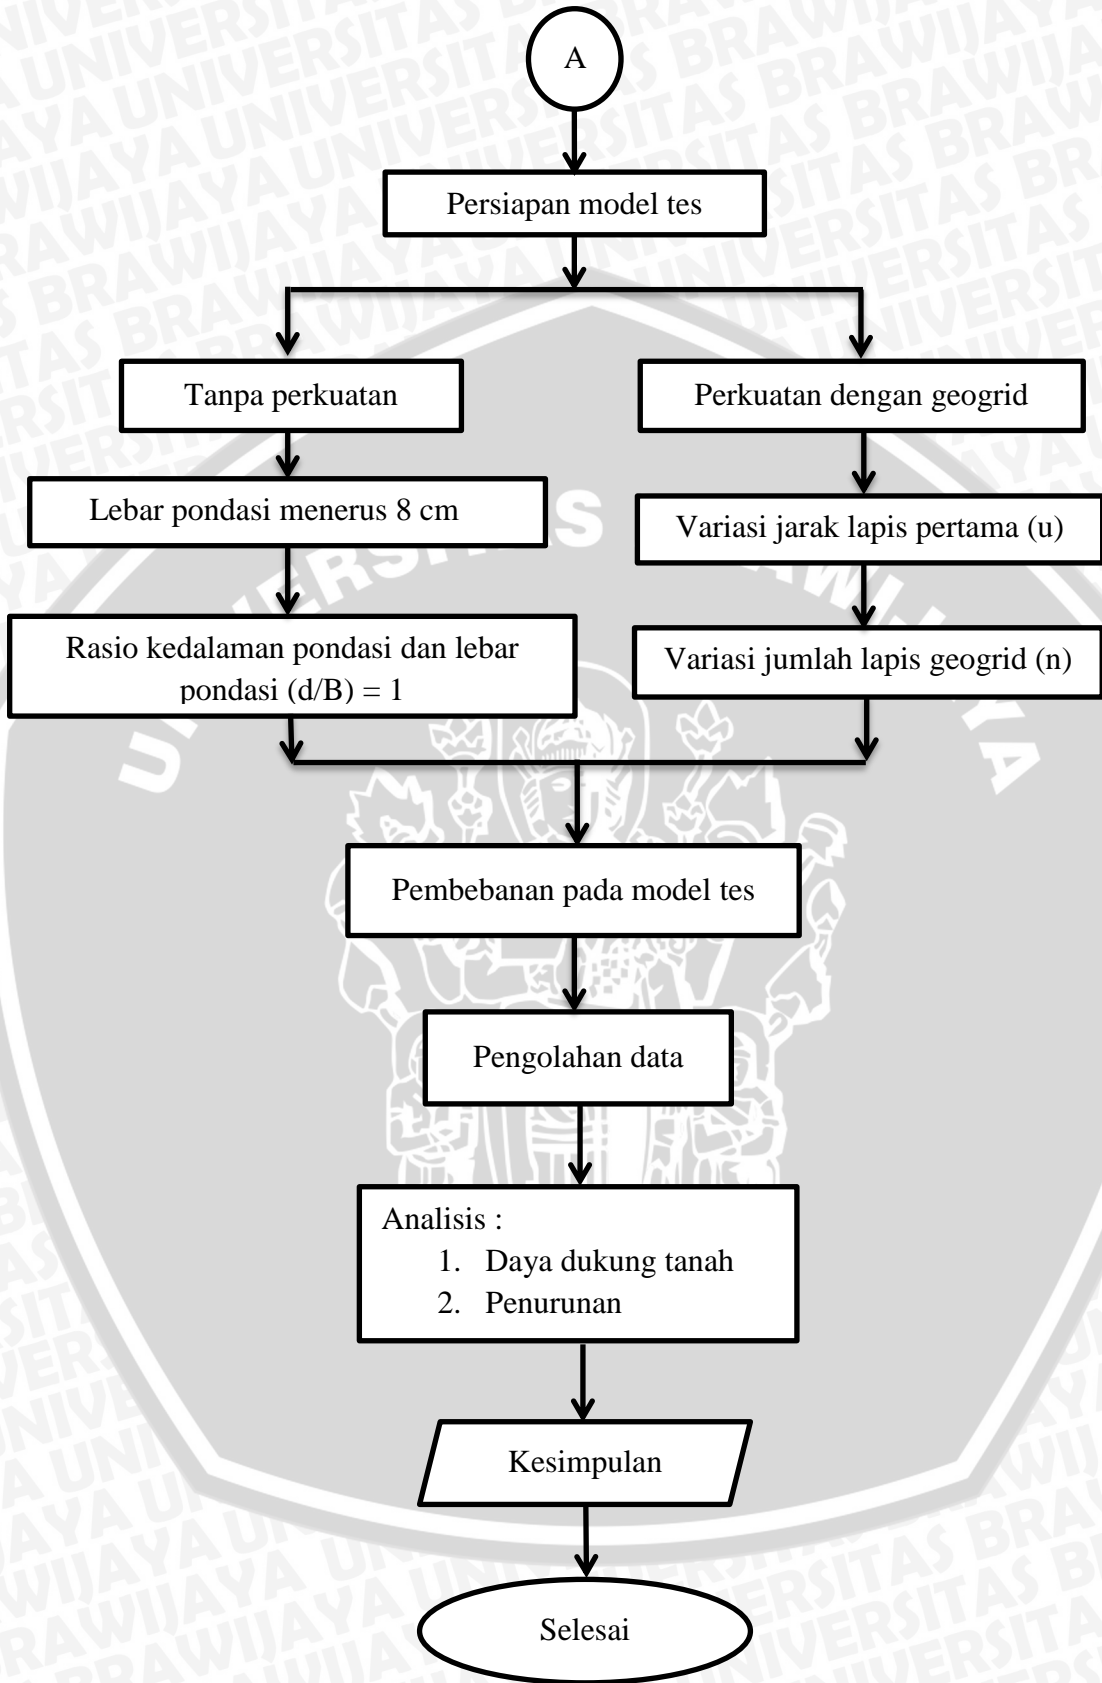 A
Persiapan model tes
Tanpa perkuatan
Perkuatan dengan geogrid
Lebar pondasi menerus 8 cm
Variasi jarak lapis pertama (u)
Rasio kedalaman pondasi dan lebar
pondasi (d/B) = 1
Variasi jumlah lapis geogrid (n)
Pembebanan pada model tes
Pengolahan data
Analisis :
1. Daya dukung tanah
2. Penurunan
Kesimpulan
Selesai
UNIVERSITAS BRAWIJAYA